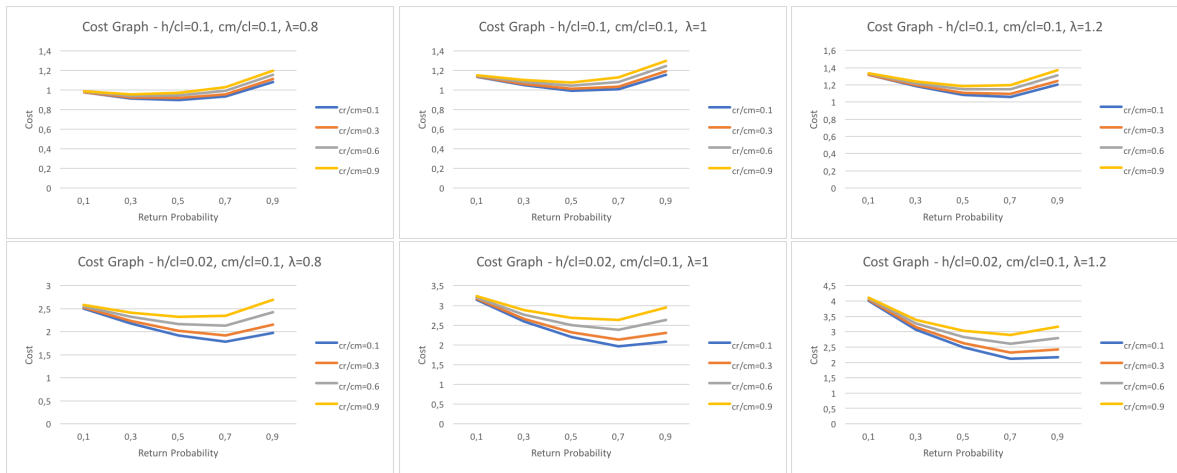 Cost Graph - h/cl=0.1, cm/cl=0.1, λ=0.8
1,4
1,2
1
0,8
0,6
0,4
0,2
0
Cost
0,1 0,3 0,5 0,7 0,9
Return Probability
cr/cm=0.1
cr/cm=0.3
cr/cm=0.6
cr/cm=0.9
Cost Graph - h/cl=0.1, cm/cl=0.1, λ=1
1,4
1,2
1
0,8
0,6
0,4
0,2
0
Cost
0,1 0,3 0,5 0,7 0,9
Return Probability
cr/cm=0.1
cr/cm=0.3
cr/cm=0.6
cr/cm=0.9
Cost Graph - h/cl=0.1, cm/cl=0.1, λ=1.2
1,6
1,4
1,2
1
0,8
0,6
0,4
0,2
0
Cost
0,1 0,3 0,5 0,7 0,9
Return Probability
cr/cm=0.1
cr/cm=0.3
cr/cm=0.6
cr/cm=0.9
Cost Graph - h/cl=0.02, cm/cl=0.1, λ=0.8
3
2,5
2
1,5
1
0,5
0
Cost
0,1 0,3 0,5 0,7 0,9
Return Probability
cr/cm=0.1
cr/cm=0.3
cr/cm=0.6
cr/cm=0.9
Cost Graph - h/cl=0.02, cm/cl=0.1, λ=1
3,5
3
2,5
2
1,5
1
0,5
0
Cost
0,1 0,3 0,5 0,7 0,9
Return Probability
cr/cm=0.1
cr/cm=0.3
cr/cm=0.6
cr/cm=0.9
Cost Graph - h/cl=0.02, cm/cl=0.1, λ=1.2
4,5
4
3,5
3
2,5
2
1,5
1
0,5
0
Cost
0,1 0,3 0,5 0,7 0,9
Return Probability
cr/cm=0.1
cr/cm=0.3
cr/cm=0.6
cr/cm=0.9